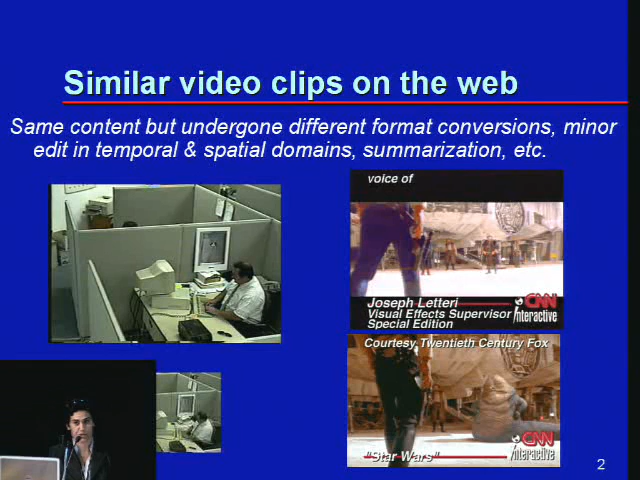 Similar video clips on the web
Same content but undergone different format conversions, minor
edit in temporal & spatial domains, summarization, etc.
voice of
Joseph Letteri
Visual Effects Supervisor
Special Edition
CNN
Interactive
Courtesy Twentieth Century Fox
"Star Wars"
CNN
Interactive
2